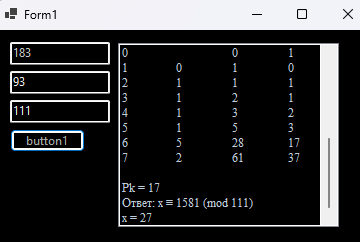 Form1
183
93
111
button1
0 0 1
1 0 1 0
2 1 1 1
3 1 2 1
4 1 3 2
5 1 5 3
6 5 28 17
7 2 61 37
Pk = 17
Ответ: x ≡ 1581 (mod 111)
x = 27